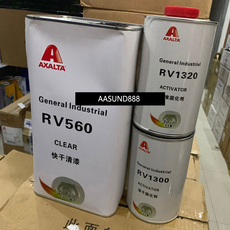 AXALTA
General Industrial
RV560
CLEAR
快干清漆
AASUND888
AXALTA
General Industrial
RV1320
ACTIVATOR
AXALTA
General Industrial
RV1300
ACTIVATOR